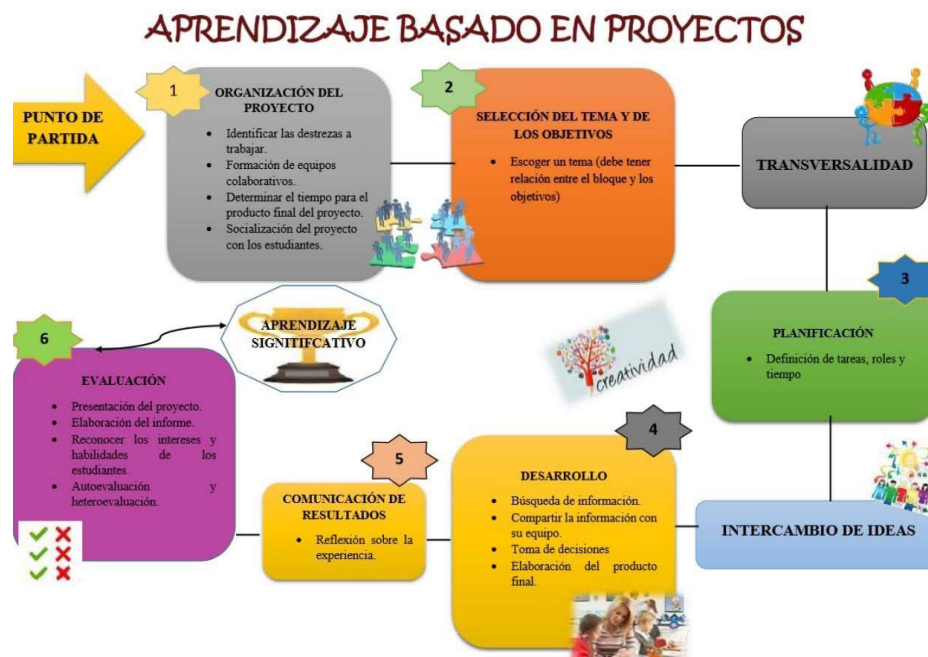 APRENDIZAJE BASADO EN PROYECTOS
PUNTO DE
PARTIDA
1
ORGANIZACIÓN DEL
PROYECTO
• Identificar las destrezas a
trabajar.
• Formación de equipos
colaborativos.
• Determinar el tiempo para el
producto final del proyecto.
• Socialización del proyecto
con los estudiantes.
2
SELECCIÓN DEL TEMA Y DE
LOS OBJETIVOS
• Escoger un tema (debe tener
relación entre el bloque y los
objetivos)
TRANSVERSALIDAD
3
PLANIFICACIÓN
• Definición de tareas, roles y
tiempo
INTERCAMBIO DE IDEAS
creatividad
4
DESARROLLO
• Búsqueda de información.
• Compartir la información con
su equipo.
• Toma de decisiones
• Elaboración del producto
final.
5
COMUNICACIÓN DE
RESULTADOS
• Reflexión sobre la
experiencia.
6
EVALUACIÓN
• Presentación del proyecto.
• Elaboración del informe.
• Reconocer los intereses y
habilidades de los
estudiantes.
• Autoevaluación y
heteroevaluación.
APRENDIZAJE
SIGNITIFCATIVO